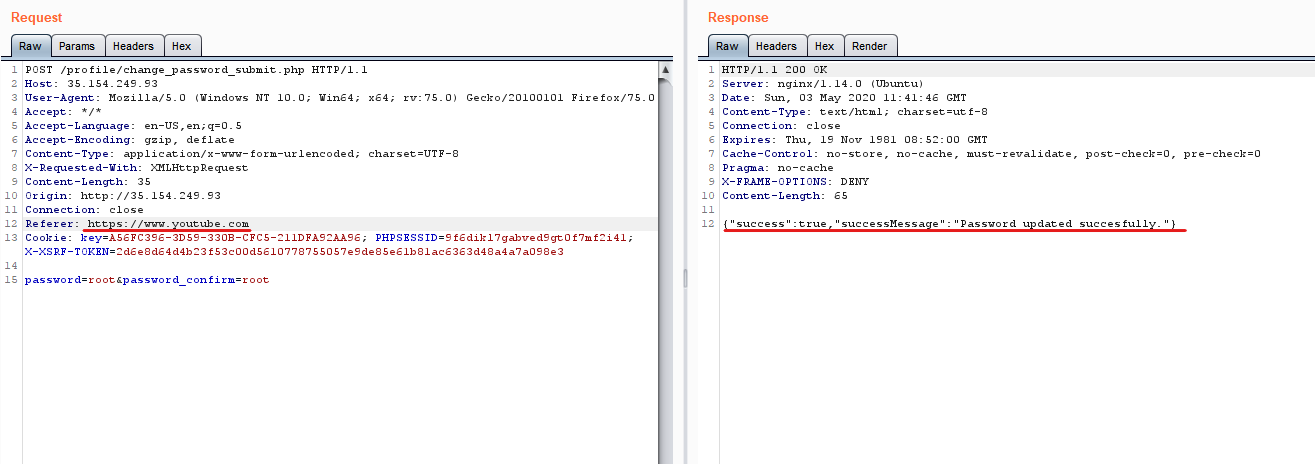 Request
Raw Params Headers Hex
1 POST /profile/change_password_submit.php HTTP/1.1
2 Host: 35.154.249.93
3 User-Agent: Mozilla/5.0 (Windows NT 10.0; Win64; x64; rv:75.0) Gecko/20100101 Firefox/75.0
4 Accept: */*
5 Accept-Language: en-US,en;q=0.5
6 Accept-Encoding: gzip, deflate
7 Content-Type: application/x-www-form-urlencoded; charset=UTF-8
8 X-Requested-With: XMLHttpRequest
9 Content-Length: 35
10 Origin: http://35.154.249.93
11 Connection: close
12 Referer: https://www.youtube.com
13 Cookie: key=A56FC396-3D59-330B-CFC5-211DFA92AA96; PHPSESSID=9f6dikl7gabved9gt0f7mf2i41;
X-XSRF-TOKEN=2d6e8d64d4b23f53c00d5610778755057e9de85e61b81ac6363d48a4a7a098e3
14
15 password=root&password_confirm=root
Response
Raw Headers Hex Render
1 HTTP/1.1 200 OK
2 Server: nginx/1.14.0 (Ubuntu)
3 Date: Sun, 03 May 2020 11:41:46 GMT
4 Content-Type: text/html; charset=utf-8
5 Connection: close
6 Expires: Thu, 19 Nov 1981 08:52:00 GMT
7 Cache-Control: no-store, no-cache, must-revalidate, post-check=0, pre-check=0
8 Pragma: no-cache
9 X-FRAME-OPTIONS: DENY
10 Content-Length: 65
11
12 {"success":true,"successMessage":"Password updated succesfully."}